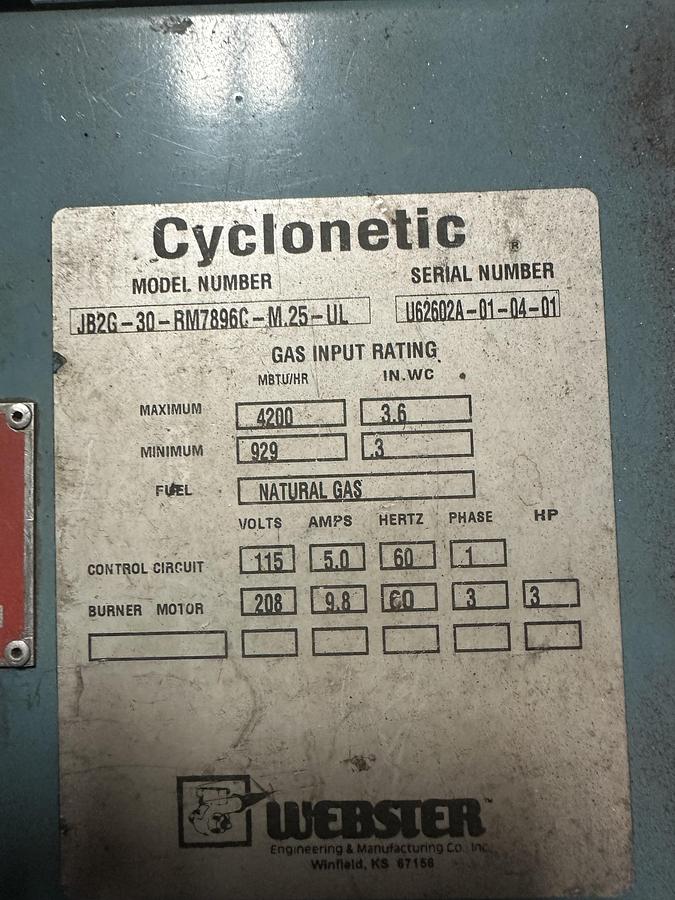 Cyclonetic ®
MODEL NUMBER SERIAL NUMBER
JB2G-30-RM7896C-M.25-UL U62602A-01-04-01
GAS INPUT RATING
MBTU/HR IN.WC
MAXIMUM 4200 3.6
MINIMUM 929 .3
FUEL NATURAL GAS
VOLTS AMPS HERTZ PHASE HP
CONTROL CIRCUIT 115 5.0 60 1
BURNER MOTOR 208 9.8 60 3 3
WEBSTER
Engineering & Manufacturing Co. Inc.
Winfield, KS 67156